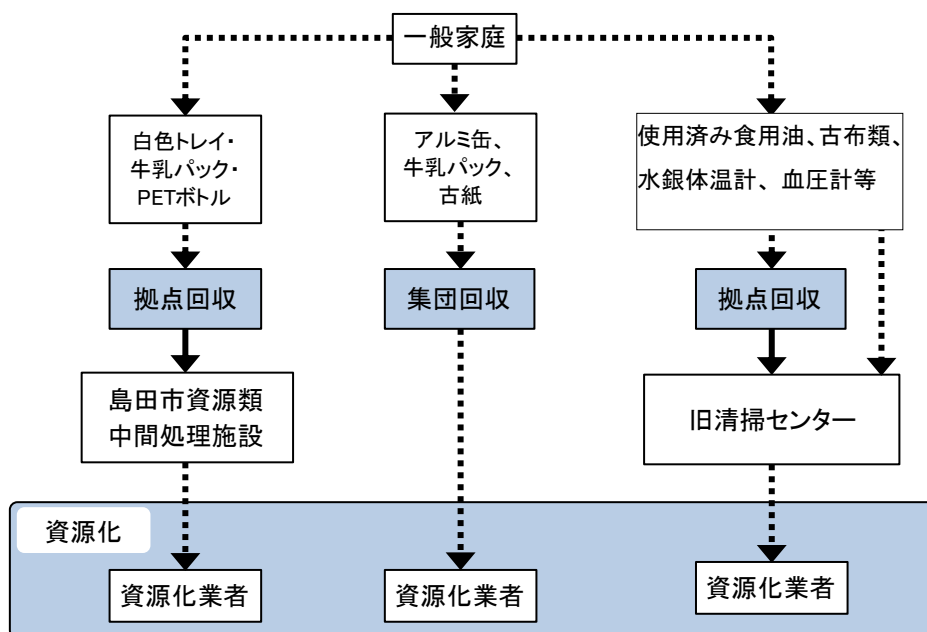 一般家庭
白色トレイ・
牛乳パック・
PETボトル
アルミ缶、
牛乳パック、
古紙
使用済み食用油、古布類、
水銀体温計、血圧計等
拠点回収
集団回収
拠点回収
島田市資源類
中間処理施設
旧清掃センター
資源化
資源化業者
資源化業者
資源化業者